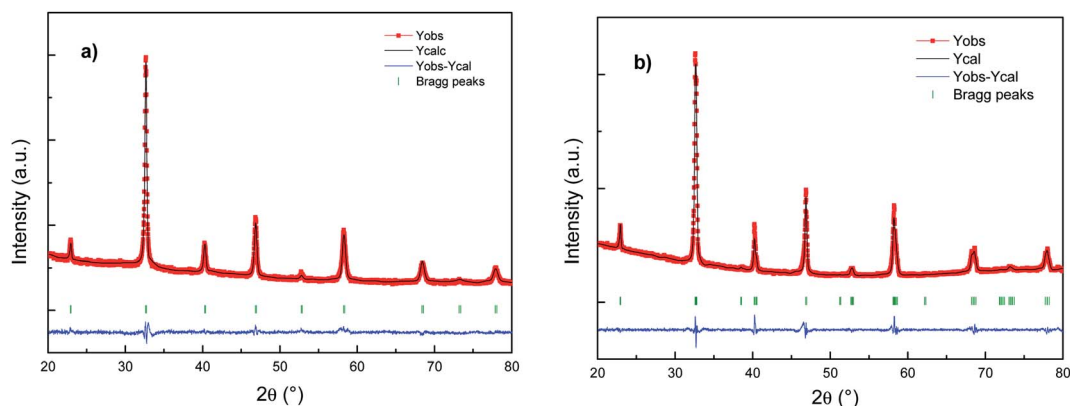 a)
Yobs
Ycalc
Yobs-Ycal
Bragg peaks
Intensity (a.u.)
20 30 40 50 60 70 80
2θ (°)
b)
Yobs
Ycal
Yobs-Ycal
Bragg peaks
Intensity (a.u.)
20 30 40 50 60 70 80
2θ (°)